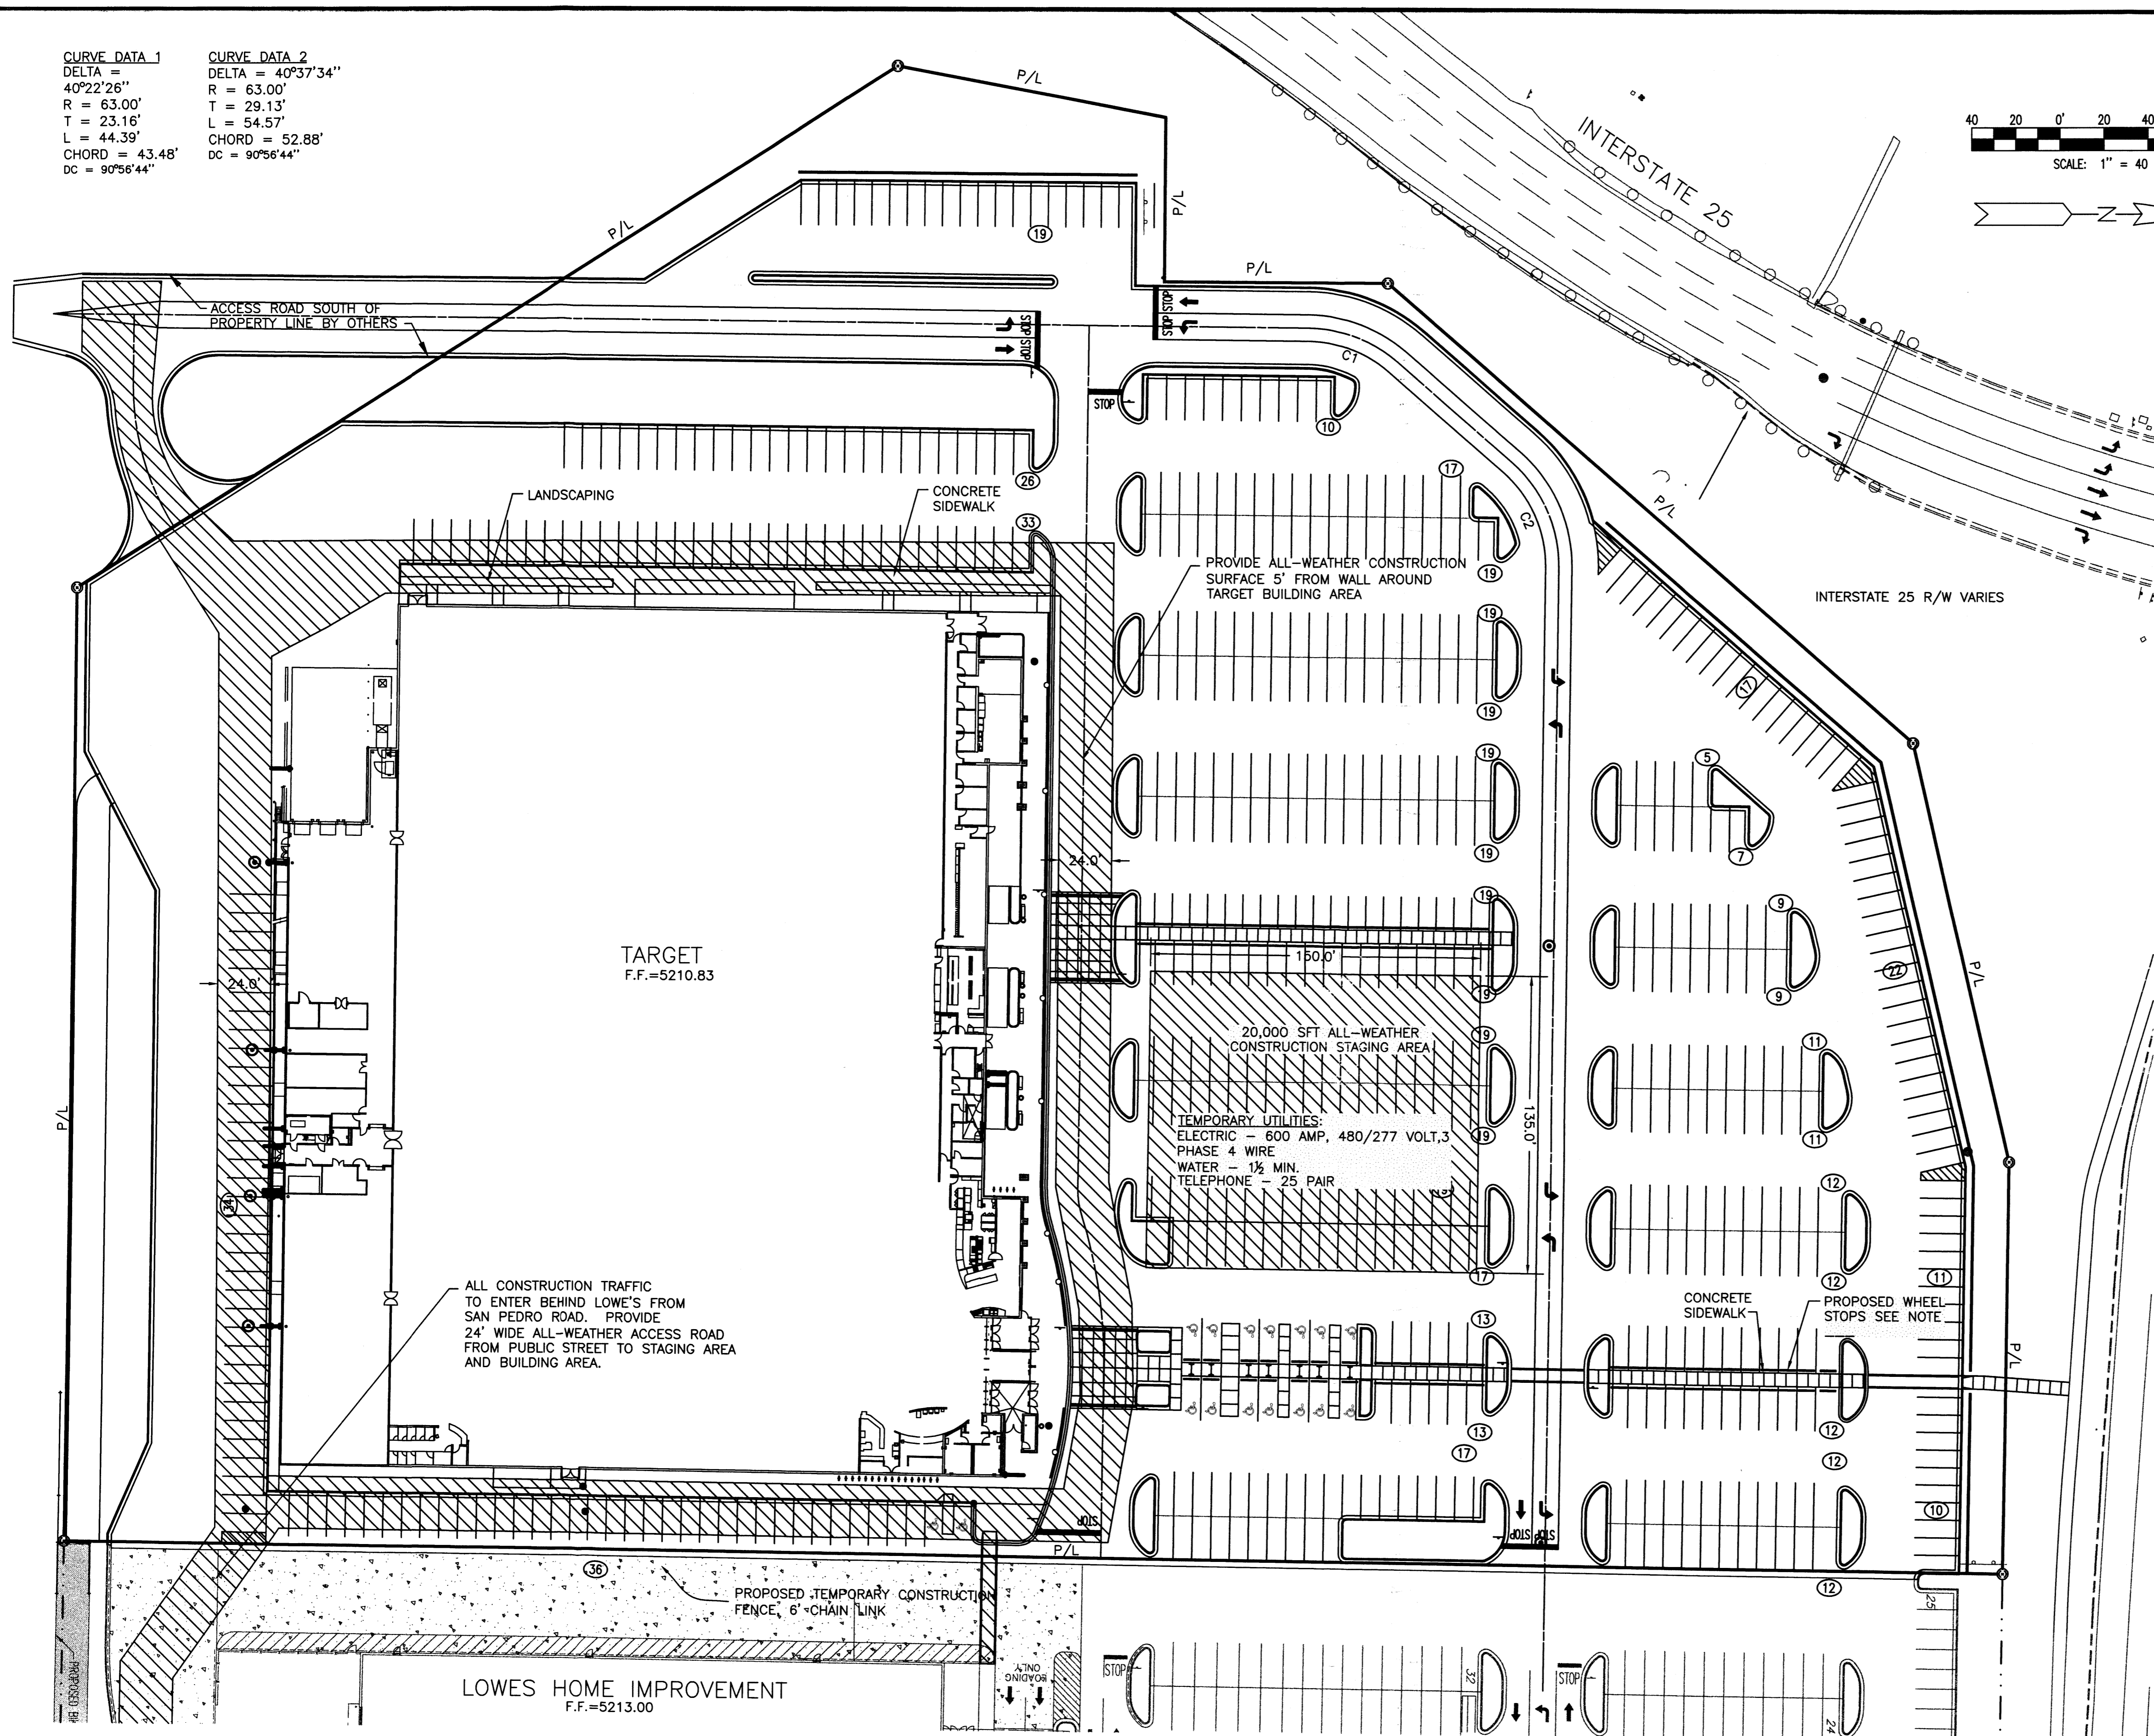 CURVE DATA 1
DELTA =
40°22'26''
R = 63.00'
T = 23.16'
L = 44.39'
CHORD = 43.48'
DC = 90°56'44''
CURVE DATA 2
DELTA = 40°37'34''
R = 63.00'
T = 29.13'
L = 54.57'
CHORD = 52.88'
DC = 90°56'44''
P/L
P/L
P/L
P/L
INTERSTATE 25
40 20 0' 20 40
SCALE: 1'' = 40
Z
19
ACCESS ROAD SOUTH OF
PROPERTY LINE BY OTHERS
STOP
STOP
STOP
STOP
STOP
C1
10
26
17
LANDSCAPING
CONCRETE
SIDEWALK
33
C2
P/L
19
PROVIDE ALL-WEATHER CONSTRUCTION
SURFACE 5' FROM WALL AROUND
TARGET BUILDING AREA
INTERSTATE 25 R/W VARIES
19
17
19
19
5
19
7
24.0'
19
9
TARGET
F.F.=5210.83
150.0'
22
P/L
24.0'
19
9
20,000 SFT ALL-WEATHER
CONSTRUCTION STAGING AREA
19
11
135.0'
P/L
TEMPORARY UTILITIES:
ELECTRIC - 600 AMP, 480/277 VOLT,3
PHASE 4 WIRE
WATER - 1½ MIN.
TELEPHONE - 25 PAIR
19
11
12
34
17
12
11
ALL CONSTRUCTION TRAFFIC
TO ENTER BEHIND LOWE'S FROM
SAN PEDRO ROAD. PROVIDE
24' WIDE ALL-WEATHER ACCESS ROAD
FROM PUBLIC STREET TO STAGING AREA
AND BUILDING AREA.
CONCRETE
SIDEWALK
PROPOSED WHEEL
STOPS SEE NOTE
13
P/L
13
12
17
12
10
STOP
STOP
STOP
P/L
36
12
PROPOSED TEMPORARY CONSTRUCTION
FENCE, 6' CHAIN LINK
25
LOWES HOME IMPROVEMENT
F.F.=5213.00
LOADING
ONLY
STOP
32
STOP
24
PROPOSED